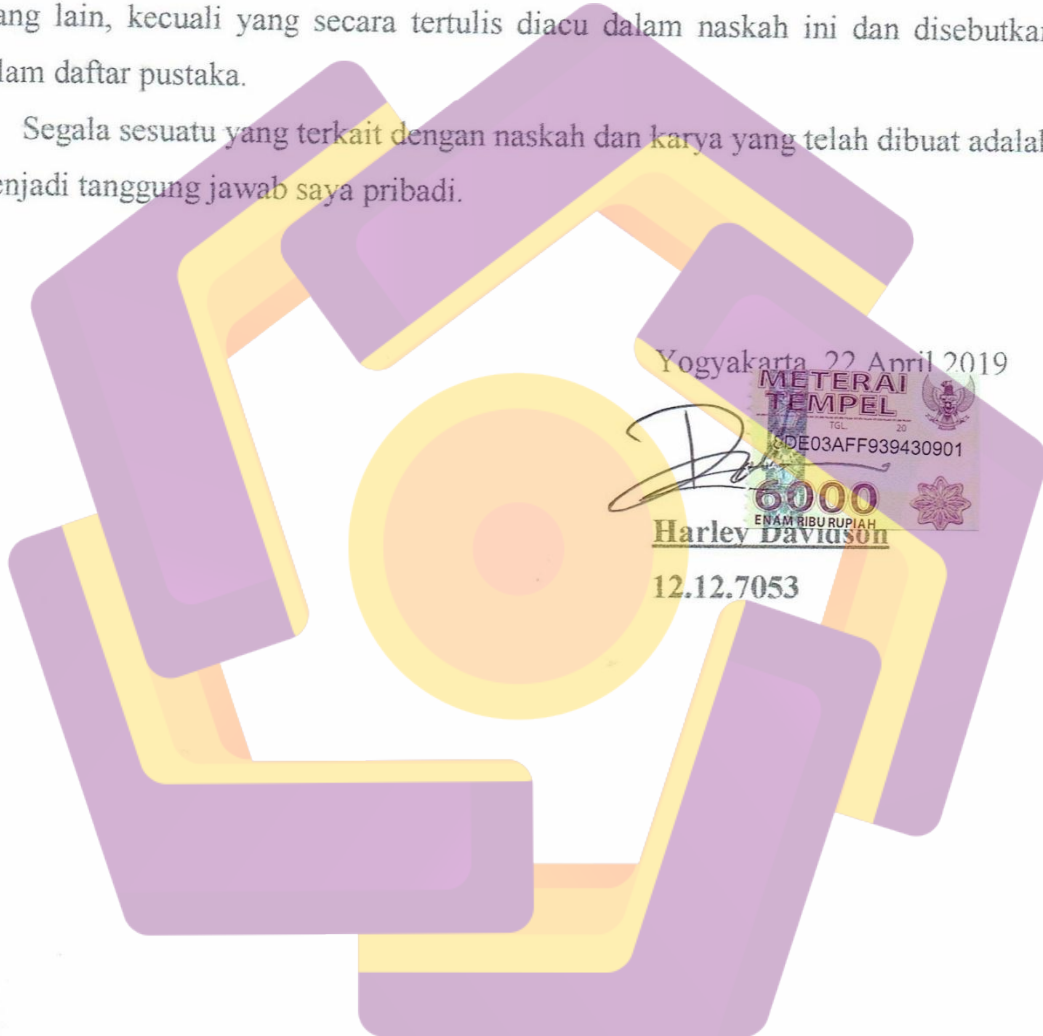 ang lain, kecuali yang secara tertulis diacu dalam naskah ini dan disebutkan
lam daftar pustaka.
Segala sesuatu yang terkait dengan naskah dan karya yang telah dibuat adalah
enjadi tanggung jawab saya pribadi.
Yogyakarta, 22 April 2019
METERAI
TEMPEL
TGL. 20
DE03AFF939430901
6000
ENAM RIBU RUPIAH
Harley Davidson
12.12.7053